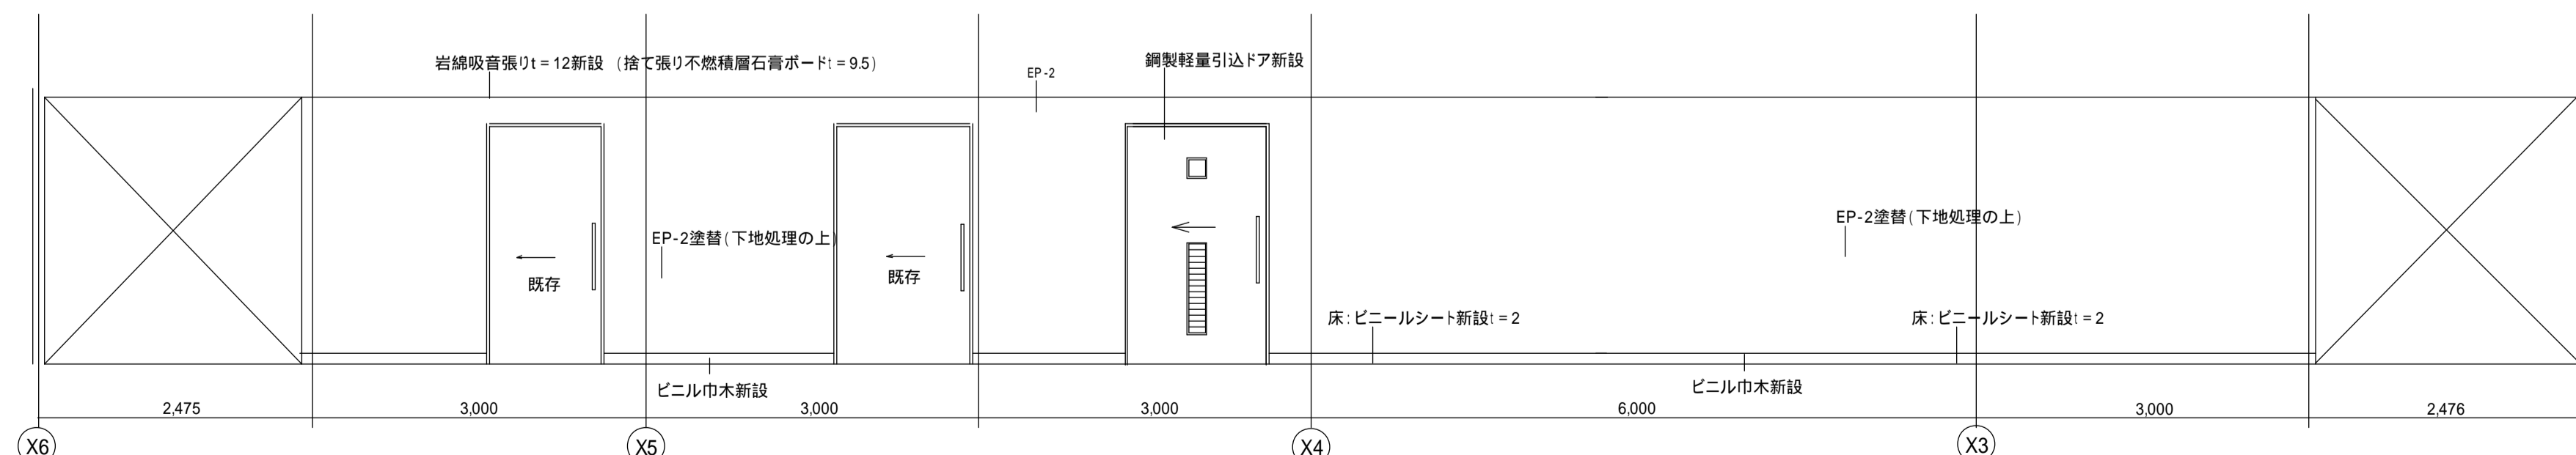 岩綿吸音張りt = 12新設 (捨て張り不燃積層石膏ボードt = 9.5)
EP-2
鋼製軽量引込ドア新設
EP-2塗替(下地処理の上)
EP-2塗替(下地処理の上)
既存
既存
床:ビニールシート新設t = 2
床:ビニールシート新設t = 2
ビニル巾木新設
ビニル巾木新設
2,475
3,000
3,000
3,000
6,000
3,000
2,476
X6
X5
X4
X3